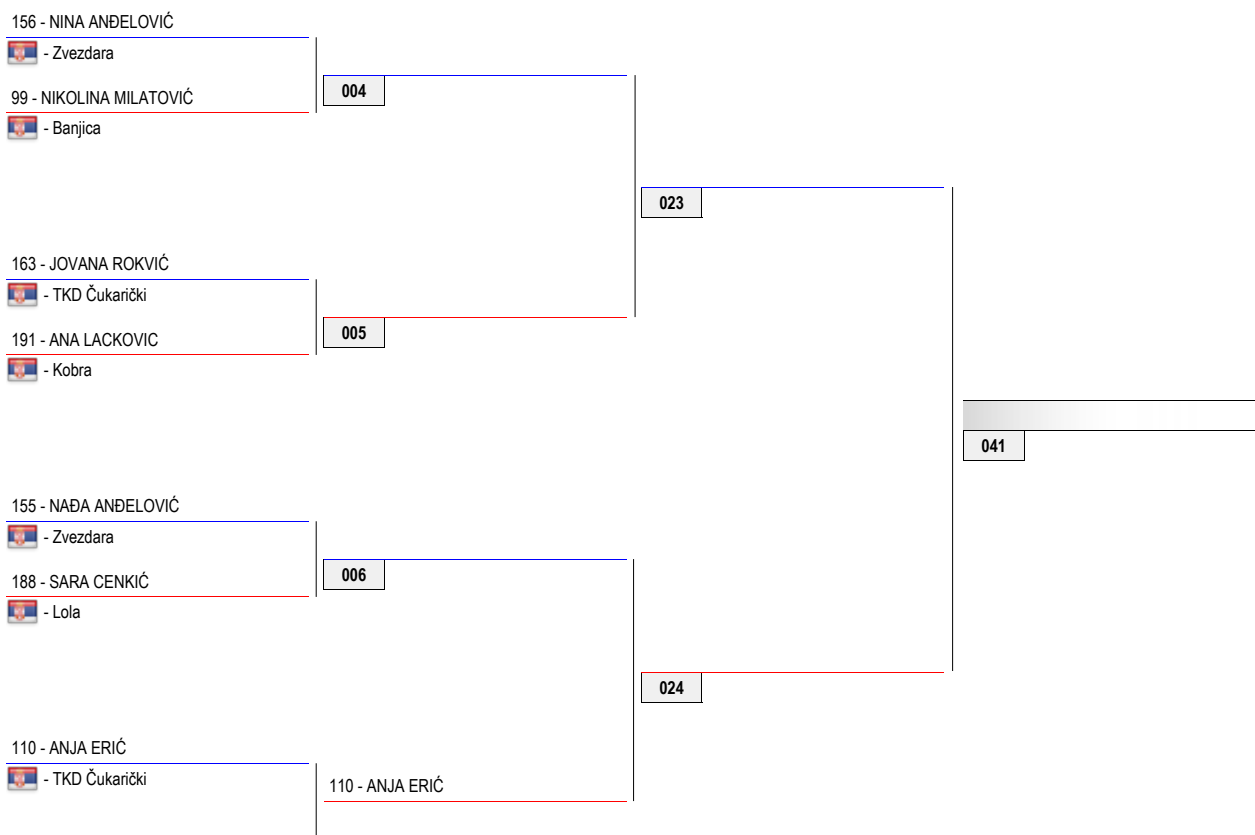 156 - NINA ANĐELOVIĆ
- Zvezdara
99 - NIKOLINA MILATOVIĆ
- Banjica
004
023
163 - JOVANA ROKVIĆ
- TKD Čukarički
191 - ANA LACKOVIC
- Kobra
005
041
155 - NAĐA ANĐELOVIĆ
- Zvezdara
188 - SARA CENKIĆ
- Lola
006
024
110 - ANJA ERIĆ
- TKD Čukarički
110 - ANJA ERIĆ